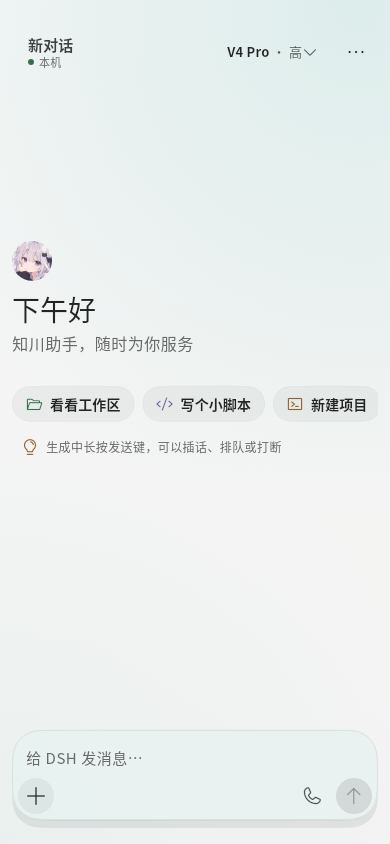 新对话
本机
V4 Pro · 高
下午好
知川助手，随时为你服务
看看工作区
写个小脚本
新建项目
生成中长按发送键，可以插话、排队或打断
给 DSH 发消息…